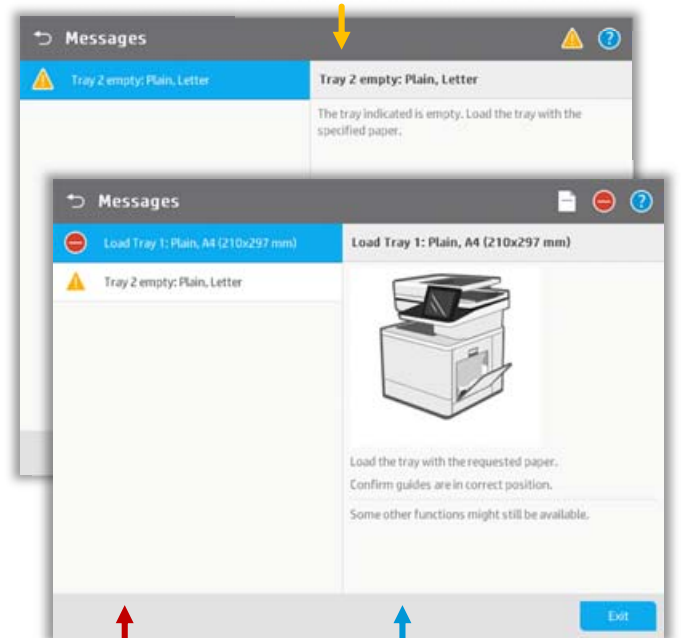 Messages
Tray 2 empty: Plain, Letter
Tray 2 empty: Plain, Letter
The tray indicated is empty. Load the tray with the
specified paper.
Messages
Load Tray 1: Plain, A4 (210x297 mm)
Tray 2 empty: Plain, Letter
Load Tray 1: Plain, A4 (210x297 mm)
Load the tray with the requested paper.
Confirm guides are in correct position.
Some other functions might still be available.
Exit